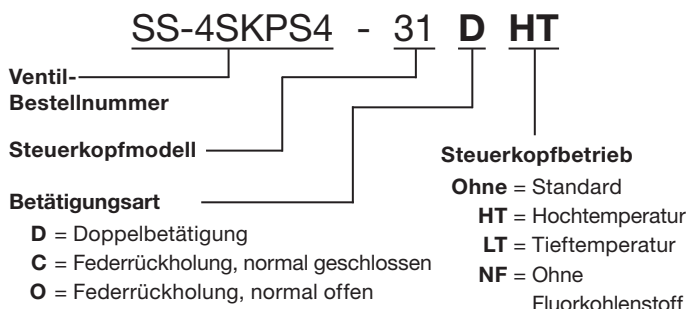 SS-4SKPS4 - 31 D HT
Ventil-
Bestellnummer
Steuerkopfmodell
Betätigungsart
D = Doppelbetätigung
C = Federrückholung, normal geschlossen
O = Federrückholung, normal offen
Steuerkopfbetrieb
Ohne = Standard
HT = Hochtemperatur
LT = Tieftemperatur
NF = Ohne
Fluorkohlenstoff